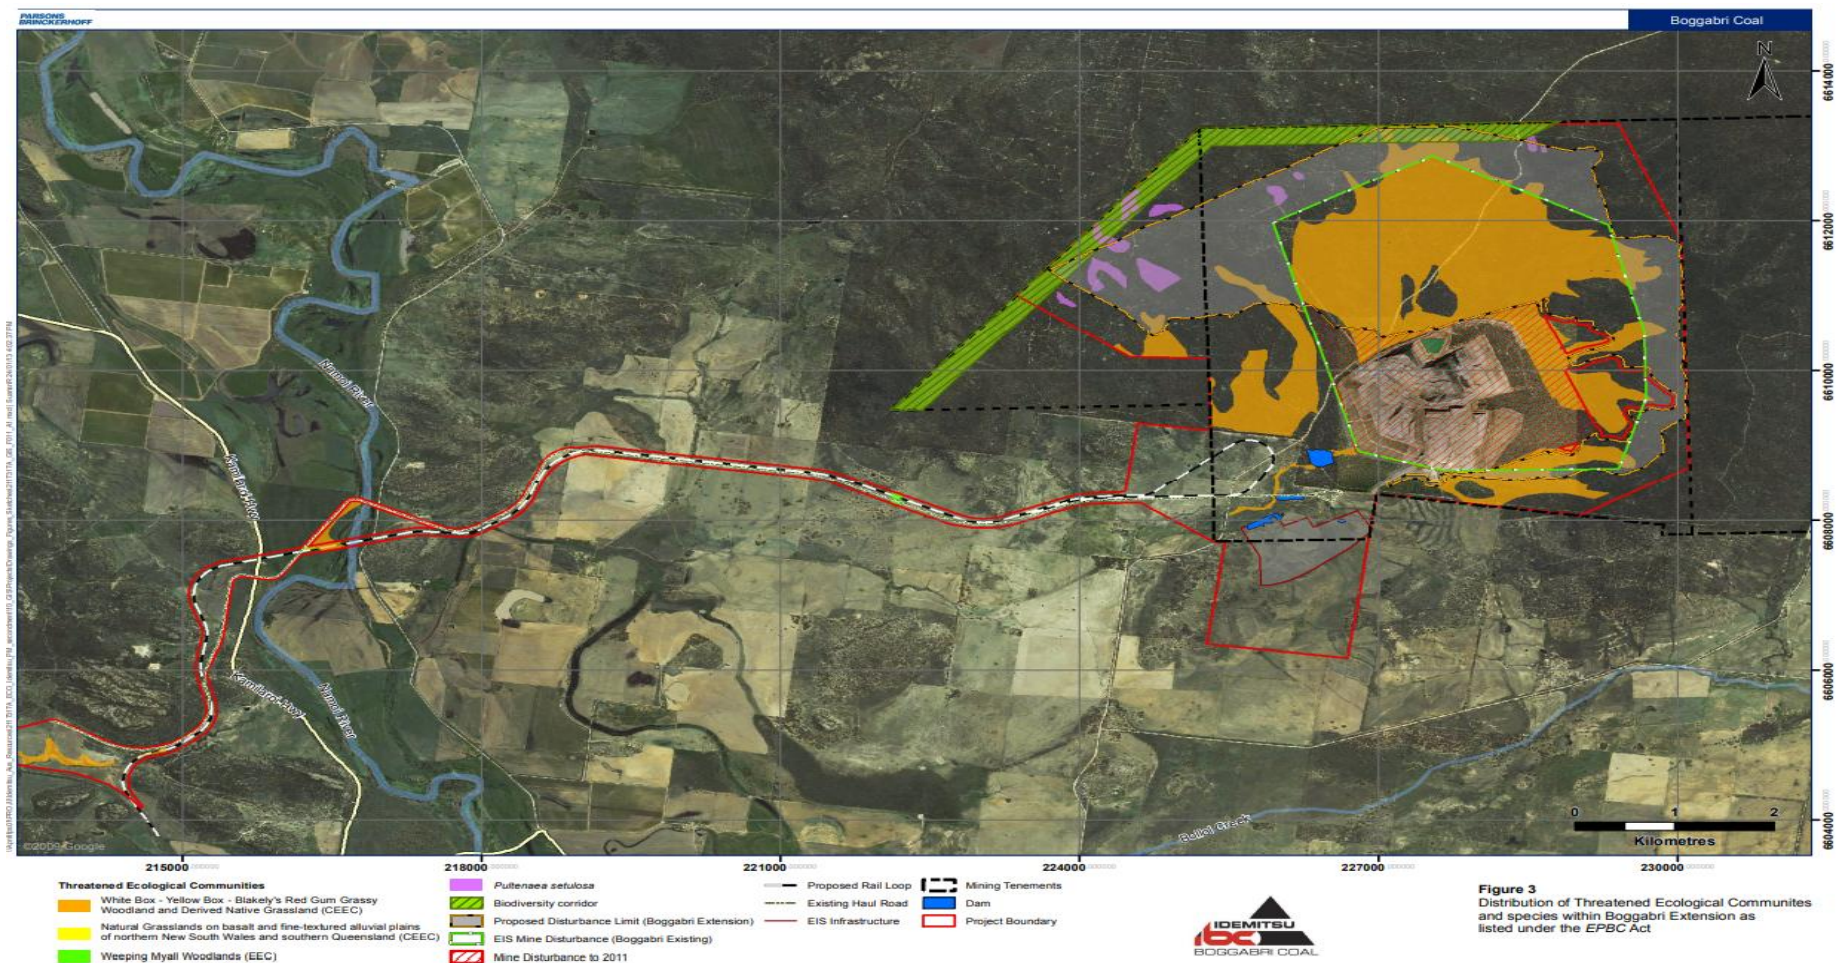 PARSONS
BRINCKERHOFF
Boggabri Coal
N
6614000
6612000
6610000
6608000
6606000
6604000
Namoi River
Kamilaroi Hwy
Kamilaroi Hwy
Namoi River
Bollol Creek
0 1 2
Kilometres
©2009 Google
215000 218000 221000 224000 227000 230000
Threatened Ecological Communities
White Box - Yellow Box - Blakely's Red Gum Grassy
Woodland and Derived Native Grassland (CEEC)
Natural Grasslands on basalt and fine-textured alluvial plains
of northern New South Wales and southern Queensland (CEEC)
Weeping Myall Woodlands (EEC)
Pultenaea setulosa
Biodiversity corridor
Proposed Disturbance Limit (Boggabri Extension)
EIS Mine Disturbance (Boggabri Existing)
Mine Disturbance to 2011
Proposed Rail Loop
Existing Haul Road
EIS Infrastructure
Mining Tenements
Dam
Project Boundary
IDEMITSU
bc
BOGGABRI COAL
Figure 3
Distribution of Threatened Ecological Communites
and species within Boggabri Extension as
listed under the EPBC Act